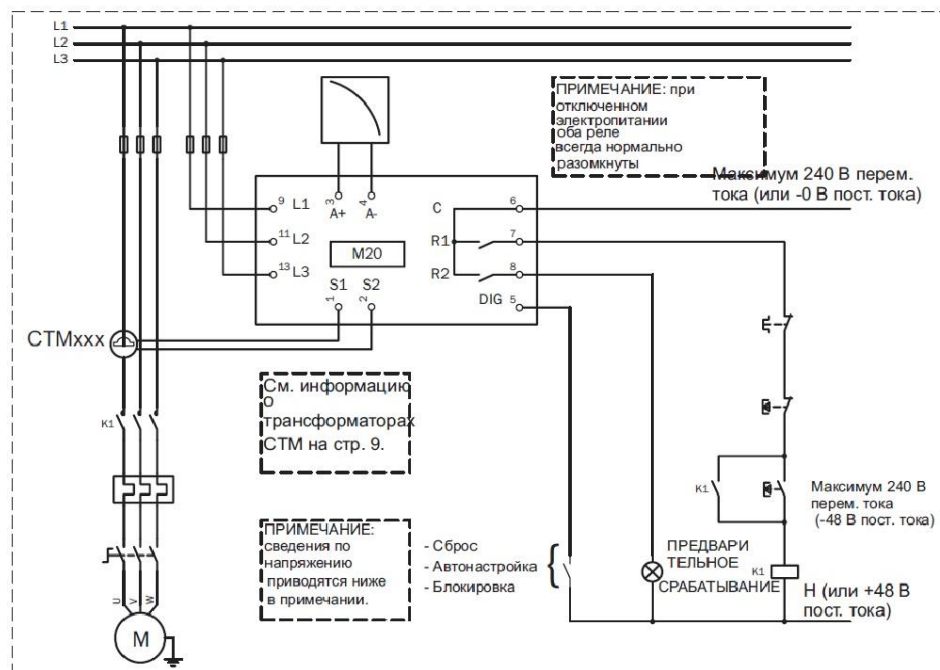 L1
L2
L3
ПРИМЕЧАНИЕ: при
отключенном
электропитании
оба реле
всегда нормально
разомкнуты
Максимум 240 В перем.
тока (или -0 В пост. тока)
9 L1
3
A+
4
A-
C
6
11 L2
M20
R1
7
13 L3
R2
8
S1
1
S2
2
DIG 5
CTMxxx
См. информацию
о
трансформаторах
СТМ на стр. 9.
K1
K1
Максимум 240 В
перем. тока
(-48 В пост. тока)
ПРИМЕЧАНИЕ:
сведения по
напряжению
приводятся ниже
в примечании.
- Сброс
- Автонастройка
- Блокировка
ПРЕДВАРИ
ТЕЛЬНОЕ
СРАБАТЫВАНИЕ
K1
Н (или +48 В
пост. тока)
U
V
W
M